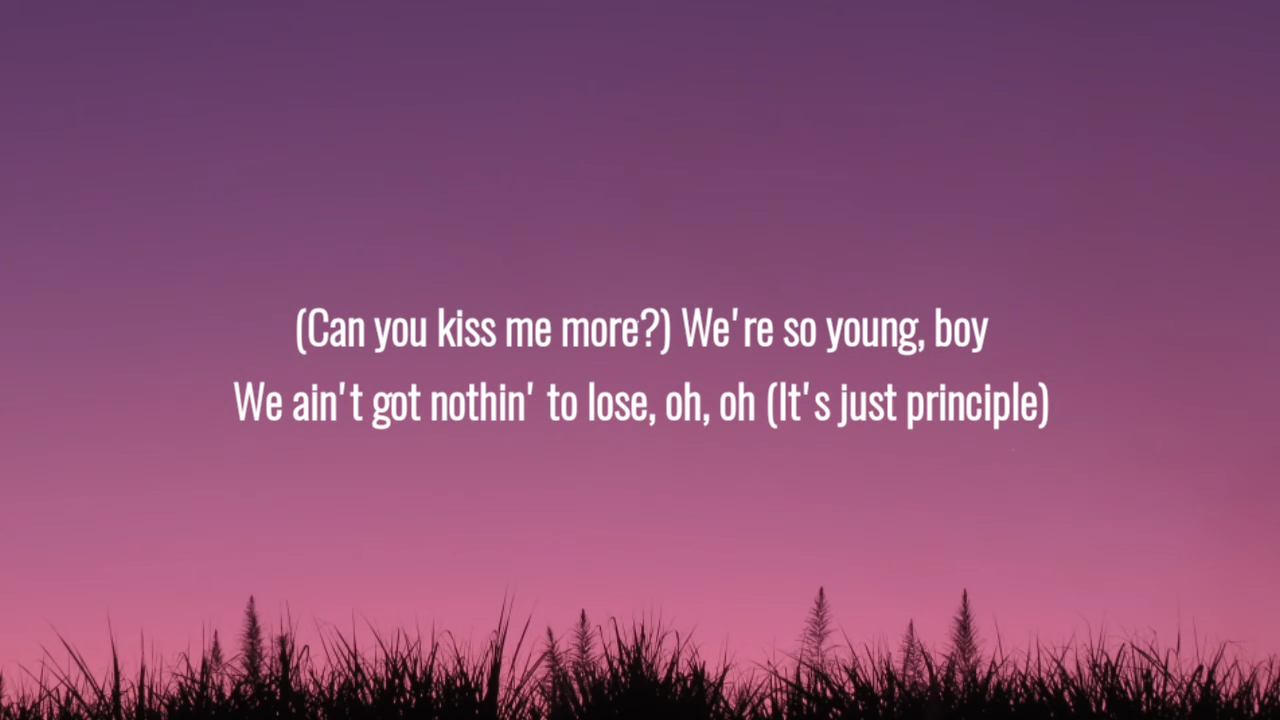 (Can you kiss me more?) We're so young, boy
We ain't got nothin' to lose, oh, oh (It's just principle)